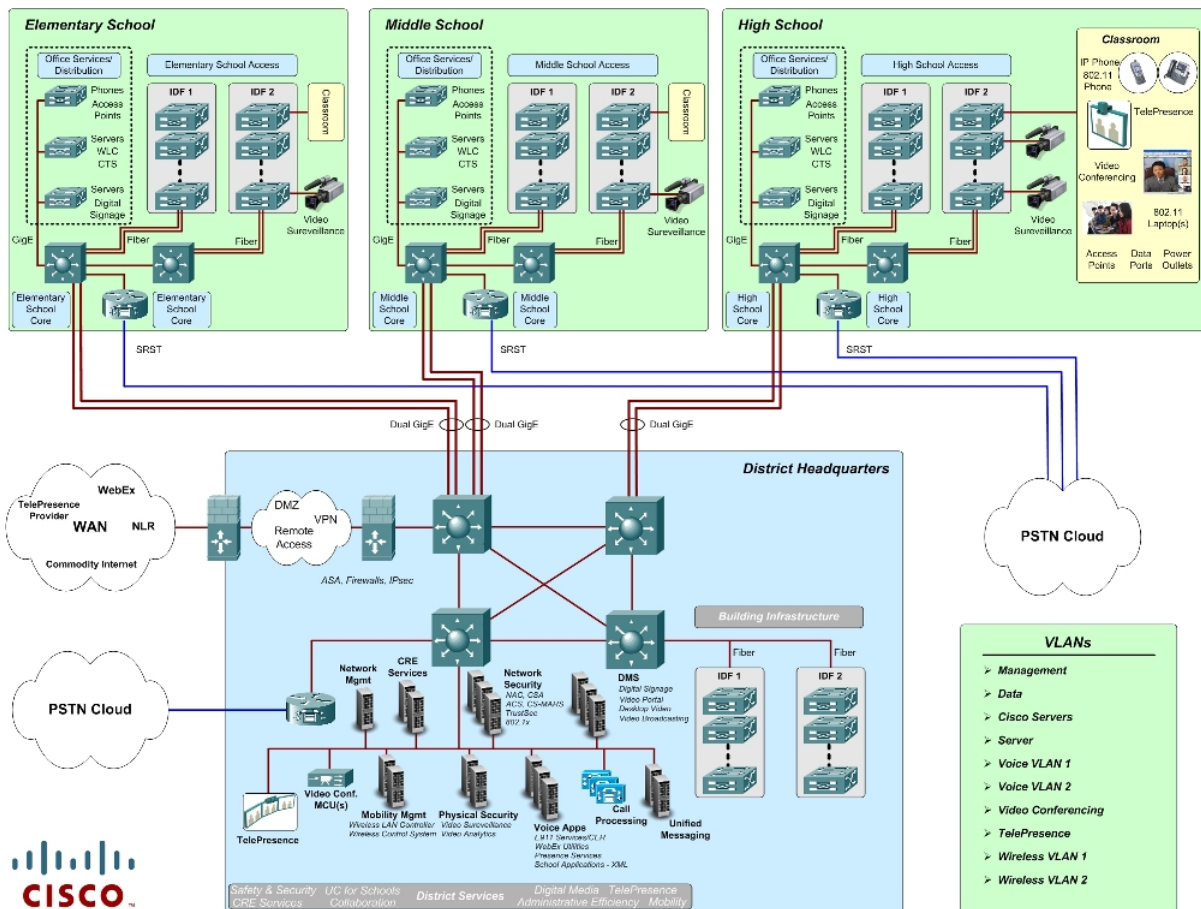 Elementary School
Office Services/
Distribution
Elementary School Access
Phones
Access
Points
Servers
WLC
CTS
Servers
Digital
Signage
IDF 1
IDF 2
Classroom
Video
Sureveillance
GigE
Fiber
Fiber
Elementary
School
Core
Elementary
School
Core
SRST
Middle School
Office Services/
Distribution
Middle School Access
Phones
Access
Points
Servers
WLC
CTS
Servers
Digital
Signage
IDF 1
IDF 2
Classroom
Video
Sureveillance
GigE
Fiber
Fiber
Middle
School
Core
Middle
School
Core
SRST
High School
Office Services/
Distribution
High School Access
Phones
Access
Points
Servers
WLC
CTS
Servers
Digital
Signage
IDF 1
IDF 2
Video
Sureveillance
GigE
Fiber
Fiber
High
School
Core
High
School
Core
SRST
Classroom
IP Phone
802.11
Phone
TelePresence
Video
Conferencing
802.11
Laptop(s)
Access
Points
Data
Ports
Power
Outlets
Dual GigE
Dual GigE
Dual GigE
District Headquarters
WebEx
TelePresence
Provider
WAN
NLR
Commodity Internet
DMZ
VPN
Remote
Access
ASA, Firewalls, IPsec
PSTN Cloud
PSTN Cloud
Building Infrastructure
Fiber
Fiber
IDF 1
IDF 2
Network
Mgmt
CRE
Services
Network
Security
NAC, CSA
ACS, CS-MARS
TrustSec
802.1x
DMS
Digital Signage
Video Portal
Desktop Video
Video Broadcasting
TelePresence
Video Conf.
MCU(s)
Mobility Mgmt
Wireless LAN Controller
Wireless Control System
Physical Security
Video Sureveillance
Video Analytics
Voice Apps
E911 Services/CER
WebEx Utilities
Presence Services
School Applications - XML
Call
Processing
Unified
Messaging
Safety & Security
CRE Services
UC for Schools
Collaboration
District Services
Digital Media
TelePresence
Administrative Efficiency
Mobility
VLANs
Management
Data
Cisco Servers
Server
Voice VLAN 1
Voice VLAN 2
Video Conferencing
TelePresence
Wireless VLAN 1
Wireless VLAN 2
CISCO